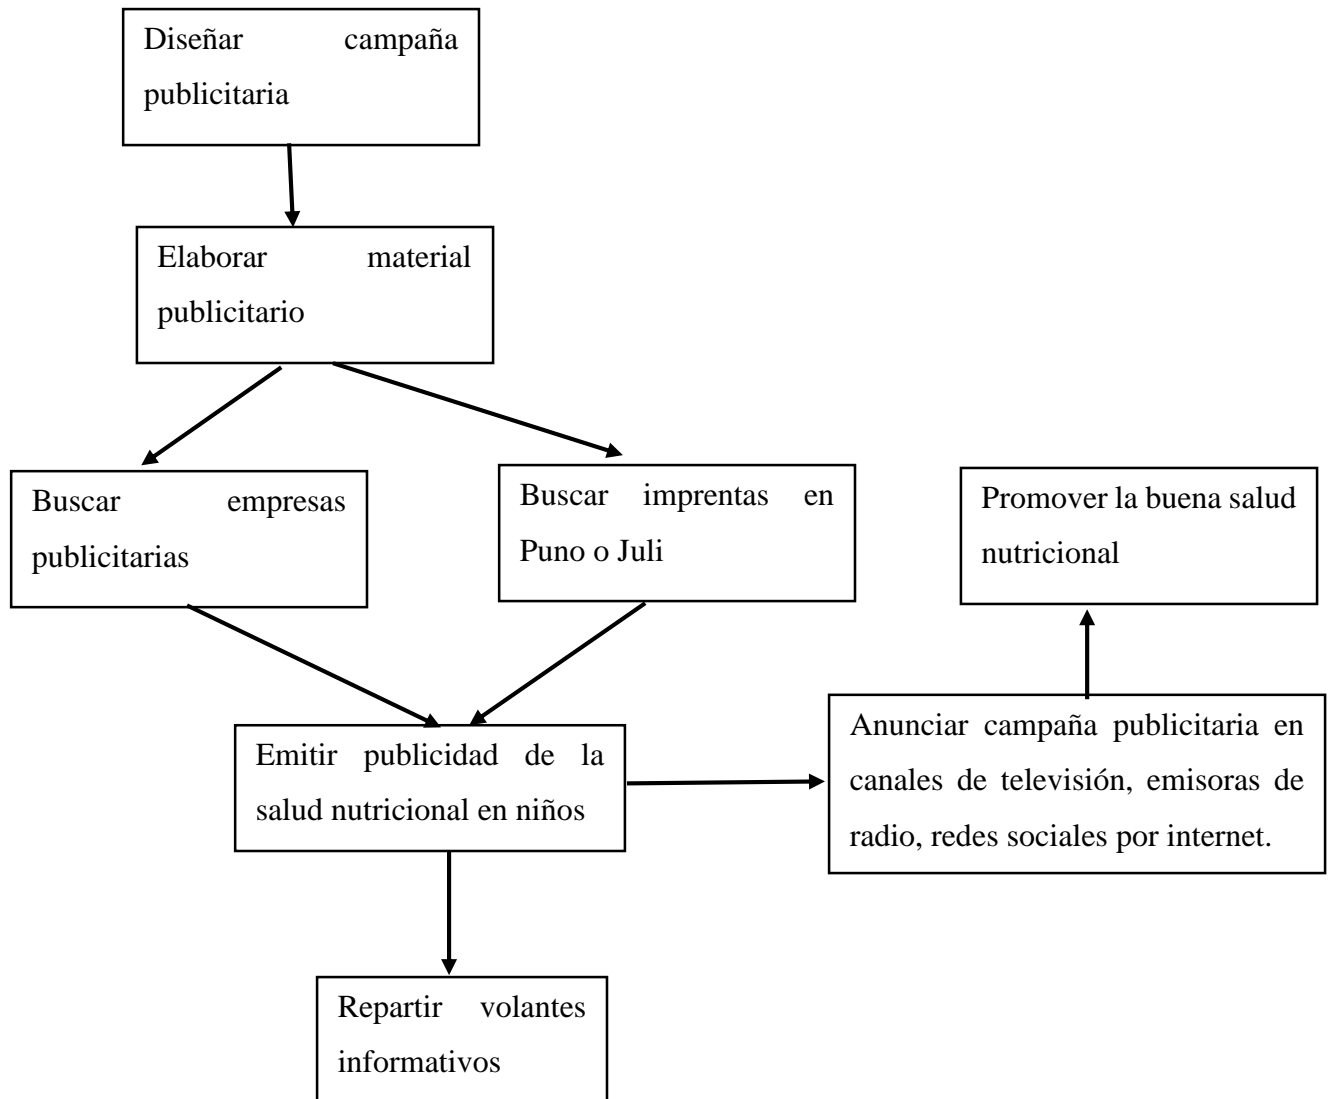 Diseñar campaña
publicitaria
Elaborar material
publicitario
Buscar empresas
publicitarias
Buscar imprentas en
Puno o Juli
Promover la buena salud
nutricional
Emitir publicidad de la
salud nutricional en niños
Anunciar campaña publicitaria en
canales de televisión, emisoras de
radio, redes sociales por internet.
Repartir volantes
informativos